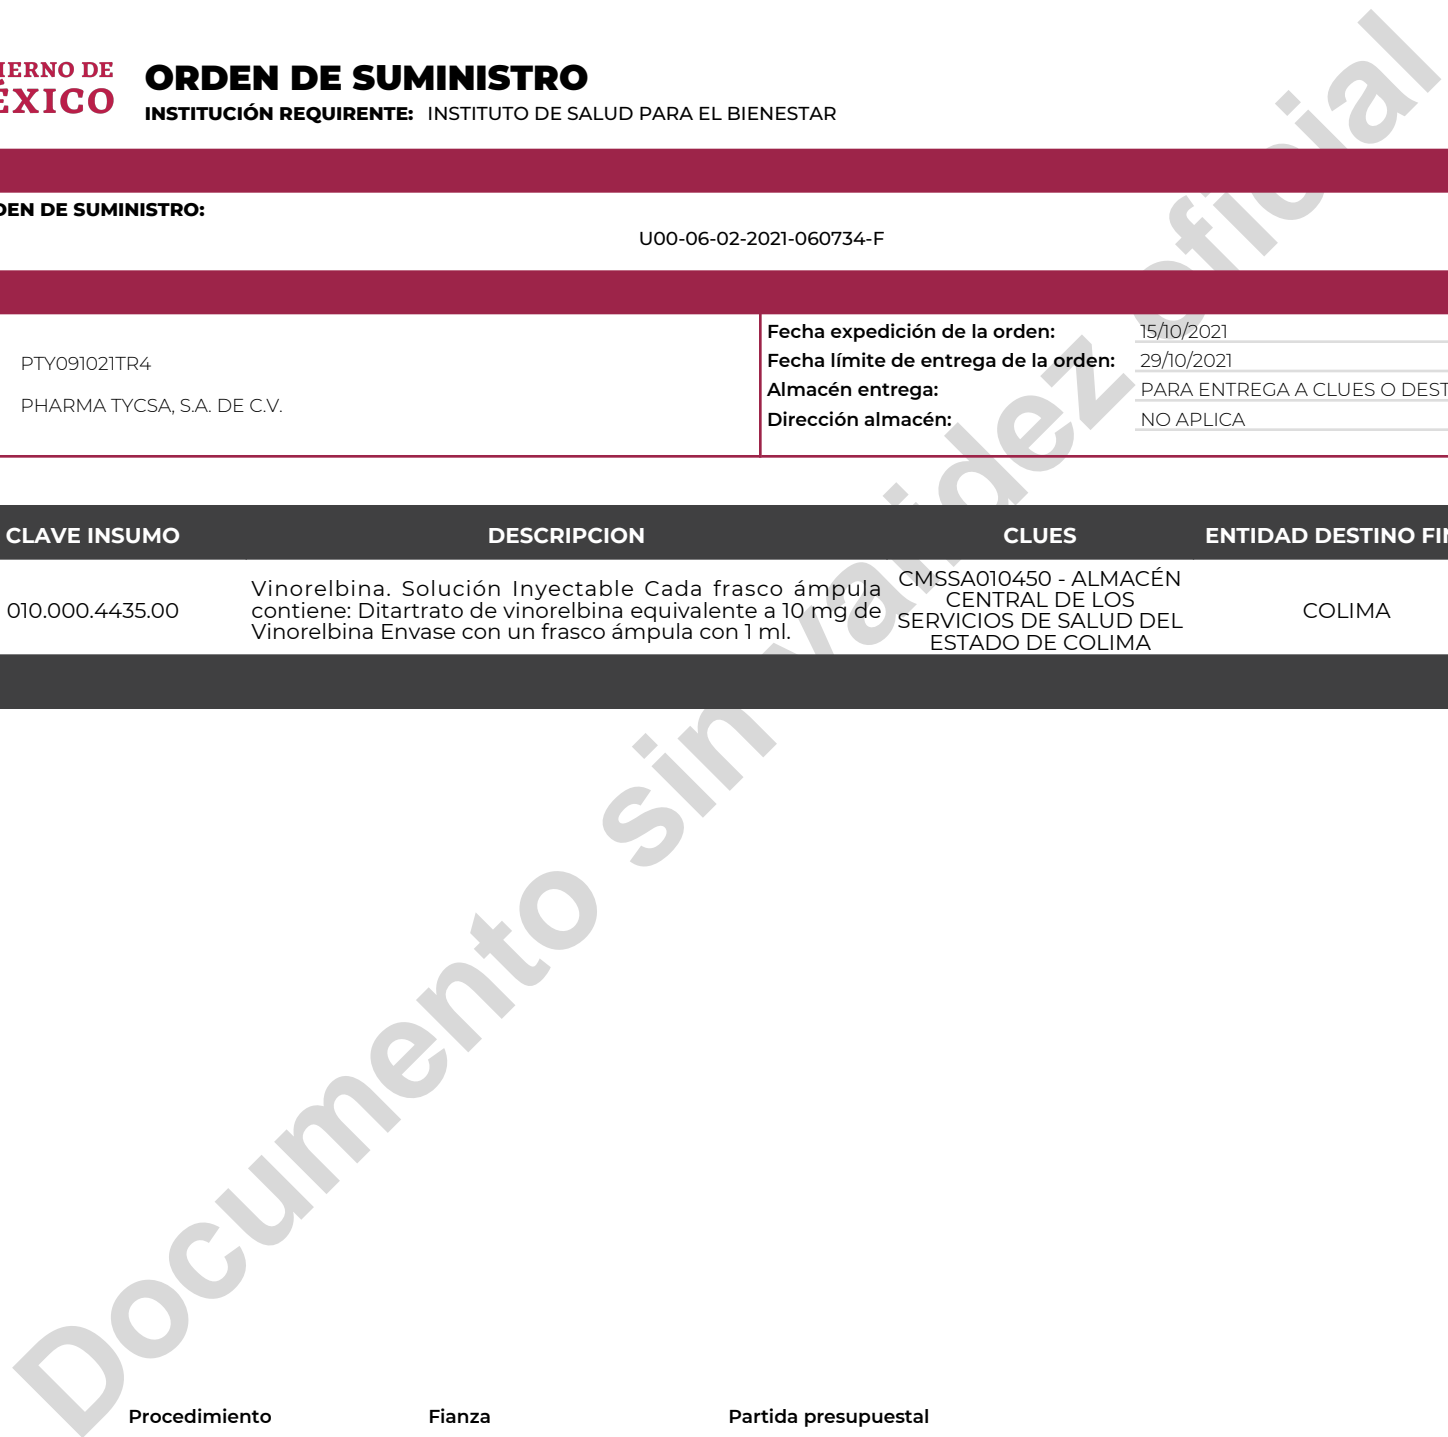 IERNO DE
ÉXICO
ORDEN DE SUMINISTRO
INSTITUCIÓN REQUIRENTE: INSTITUTO DE SALUD PARA EL BIENESTAR
DEN DE SUMINISTRO:
U00-06-02-2021-060734-F
PTY091021TR4
PHARMA TYCSA, S.A. DE C.V.
Fecha expedición de la orden: 15/10/2021
Fecha límite de entrega de la orden: 29/10/2021
Almacén entrega: PARA ENTREGA A CLUES O DEST
Dirección almacén: NO APLICA
CLAVE INSUMO DESCRIPCION CLUES ENTIDAD DESTINO FIN
010.000.4435.00
Vinorelbina. Solución Inyectable Cada frasco ámpula
contiene: Ditartrato de vinorelbina equivalente a 10 mg de
Vinorelbina Envase con un frasco ámpula con 1 ml.
CMSSA010450 - ALMACÉN
CENTRAL DE LOS
SERVICIOS DE SALUD DEL
ESTADO DE COLIMA
COLIMA
Documento sin validez oficial
Procedimiento Fianza Partida presupuestal